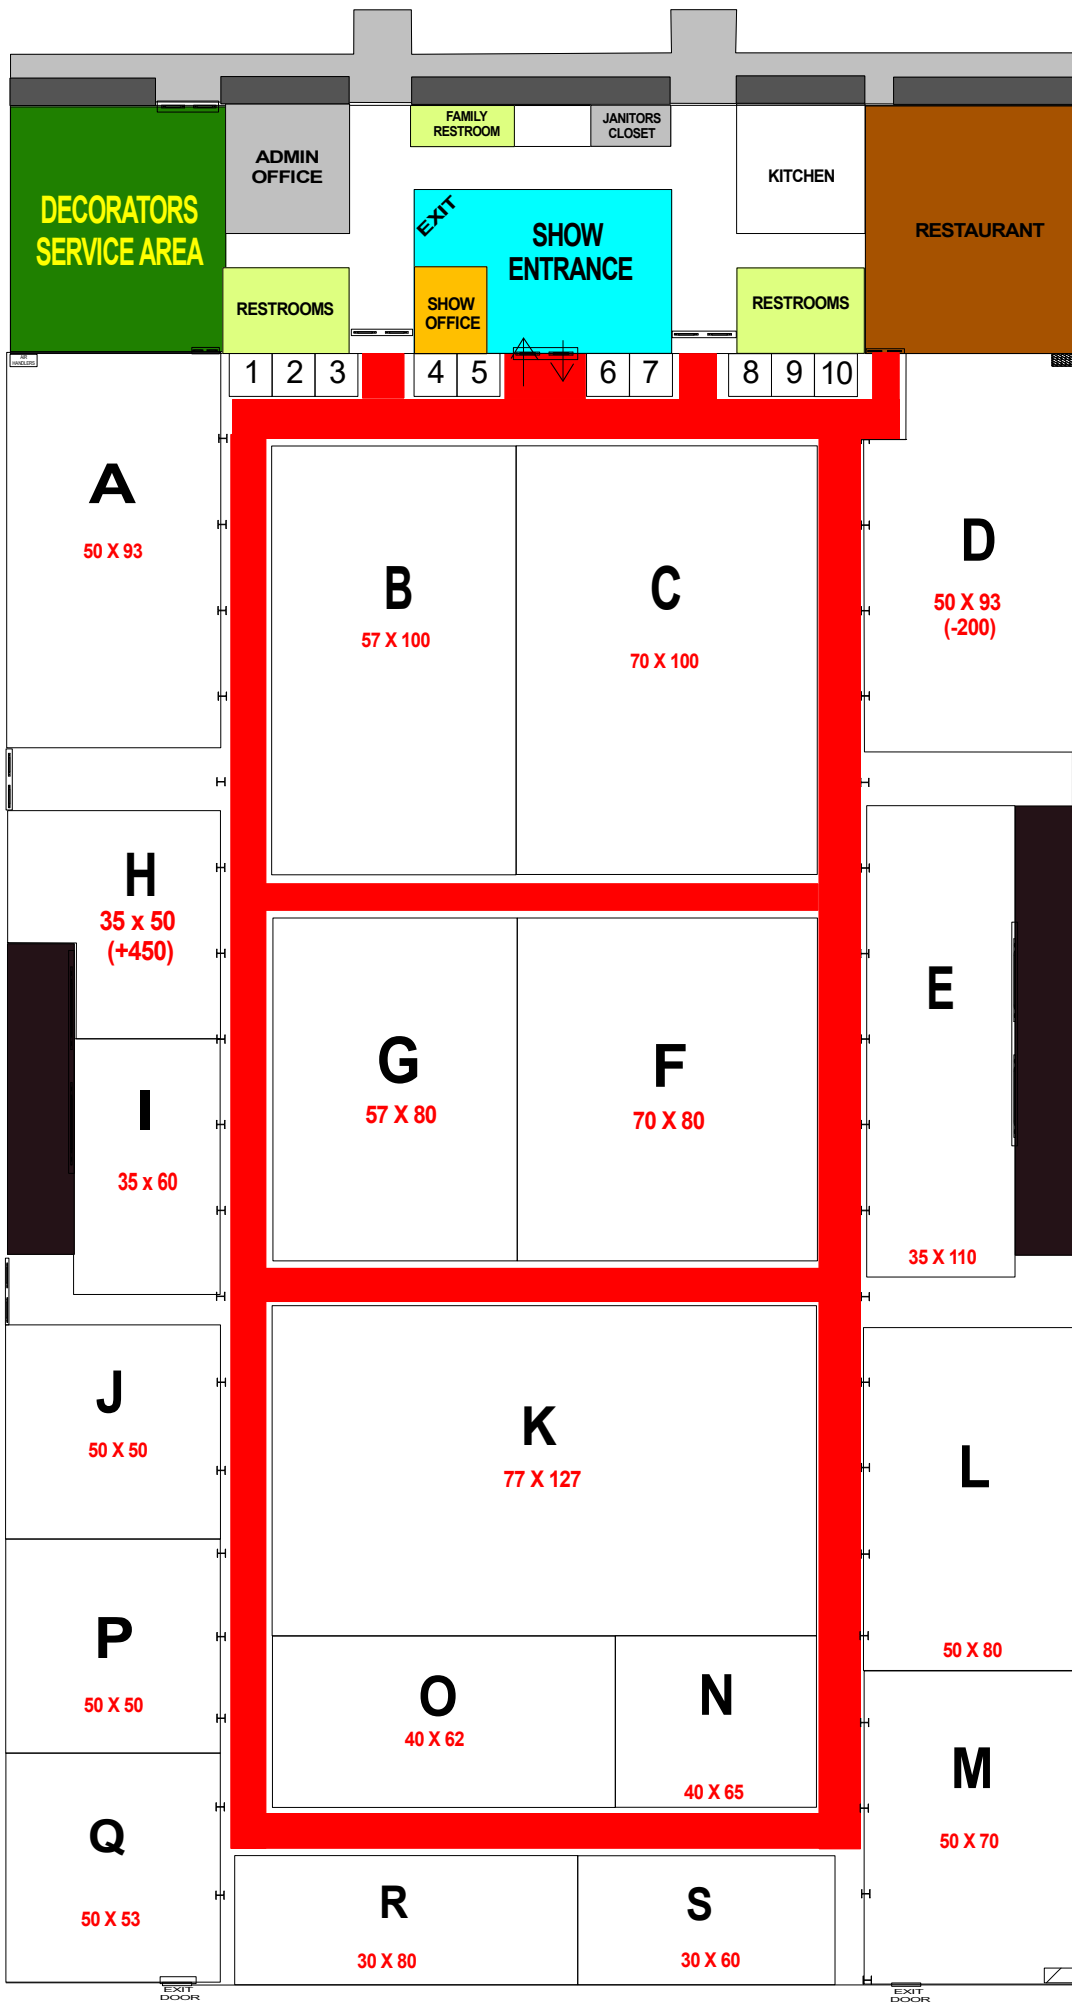 FAMILY
RESTROOM
JANITORS
CLOSET
ADMIN
OFFICE
KITCHEN
DECORATORS
SERVICE AREA
EXIT
SHOW
ENTRANCE
RESTAURANT
RESTROOMS
SHOW
OFFICE
RESTROOMS
AIR
HANDLERS
1 2 3 4 5 6 7 8 9 10
A
50 X 93
B
57 X 100
C
70 X 100
D
50 X 93
(-200)
H
35 x 50
(+450)
E
35 X 110
G
57 X 80
F
70 X 80
I
35 x 60
J
50 X 50
K
77 X 127
L
50 X 80
P
50 X 50
O
40 X 62
N
40 X 65
M
50 X 70
Q
50 X 53
R
30 X 80
S
30 X 60
EXIT
DOOR
EXIT
DOOR